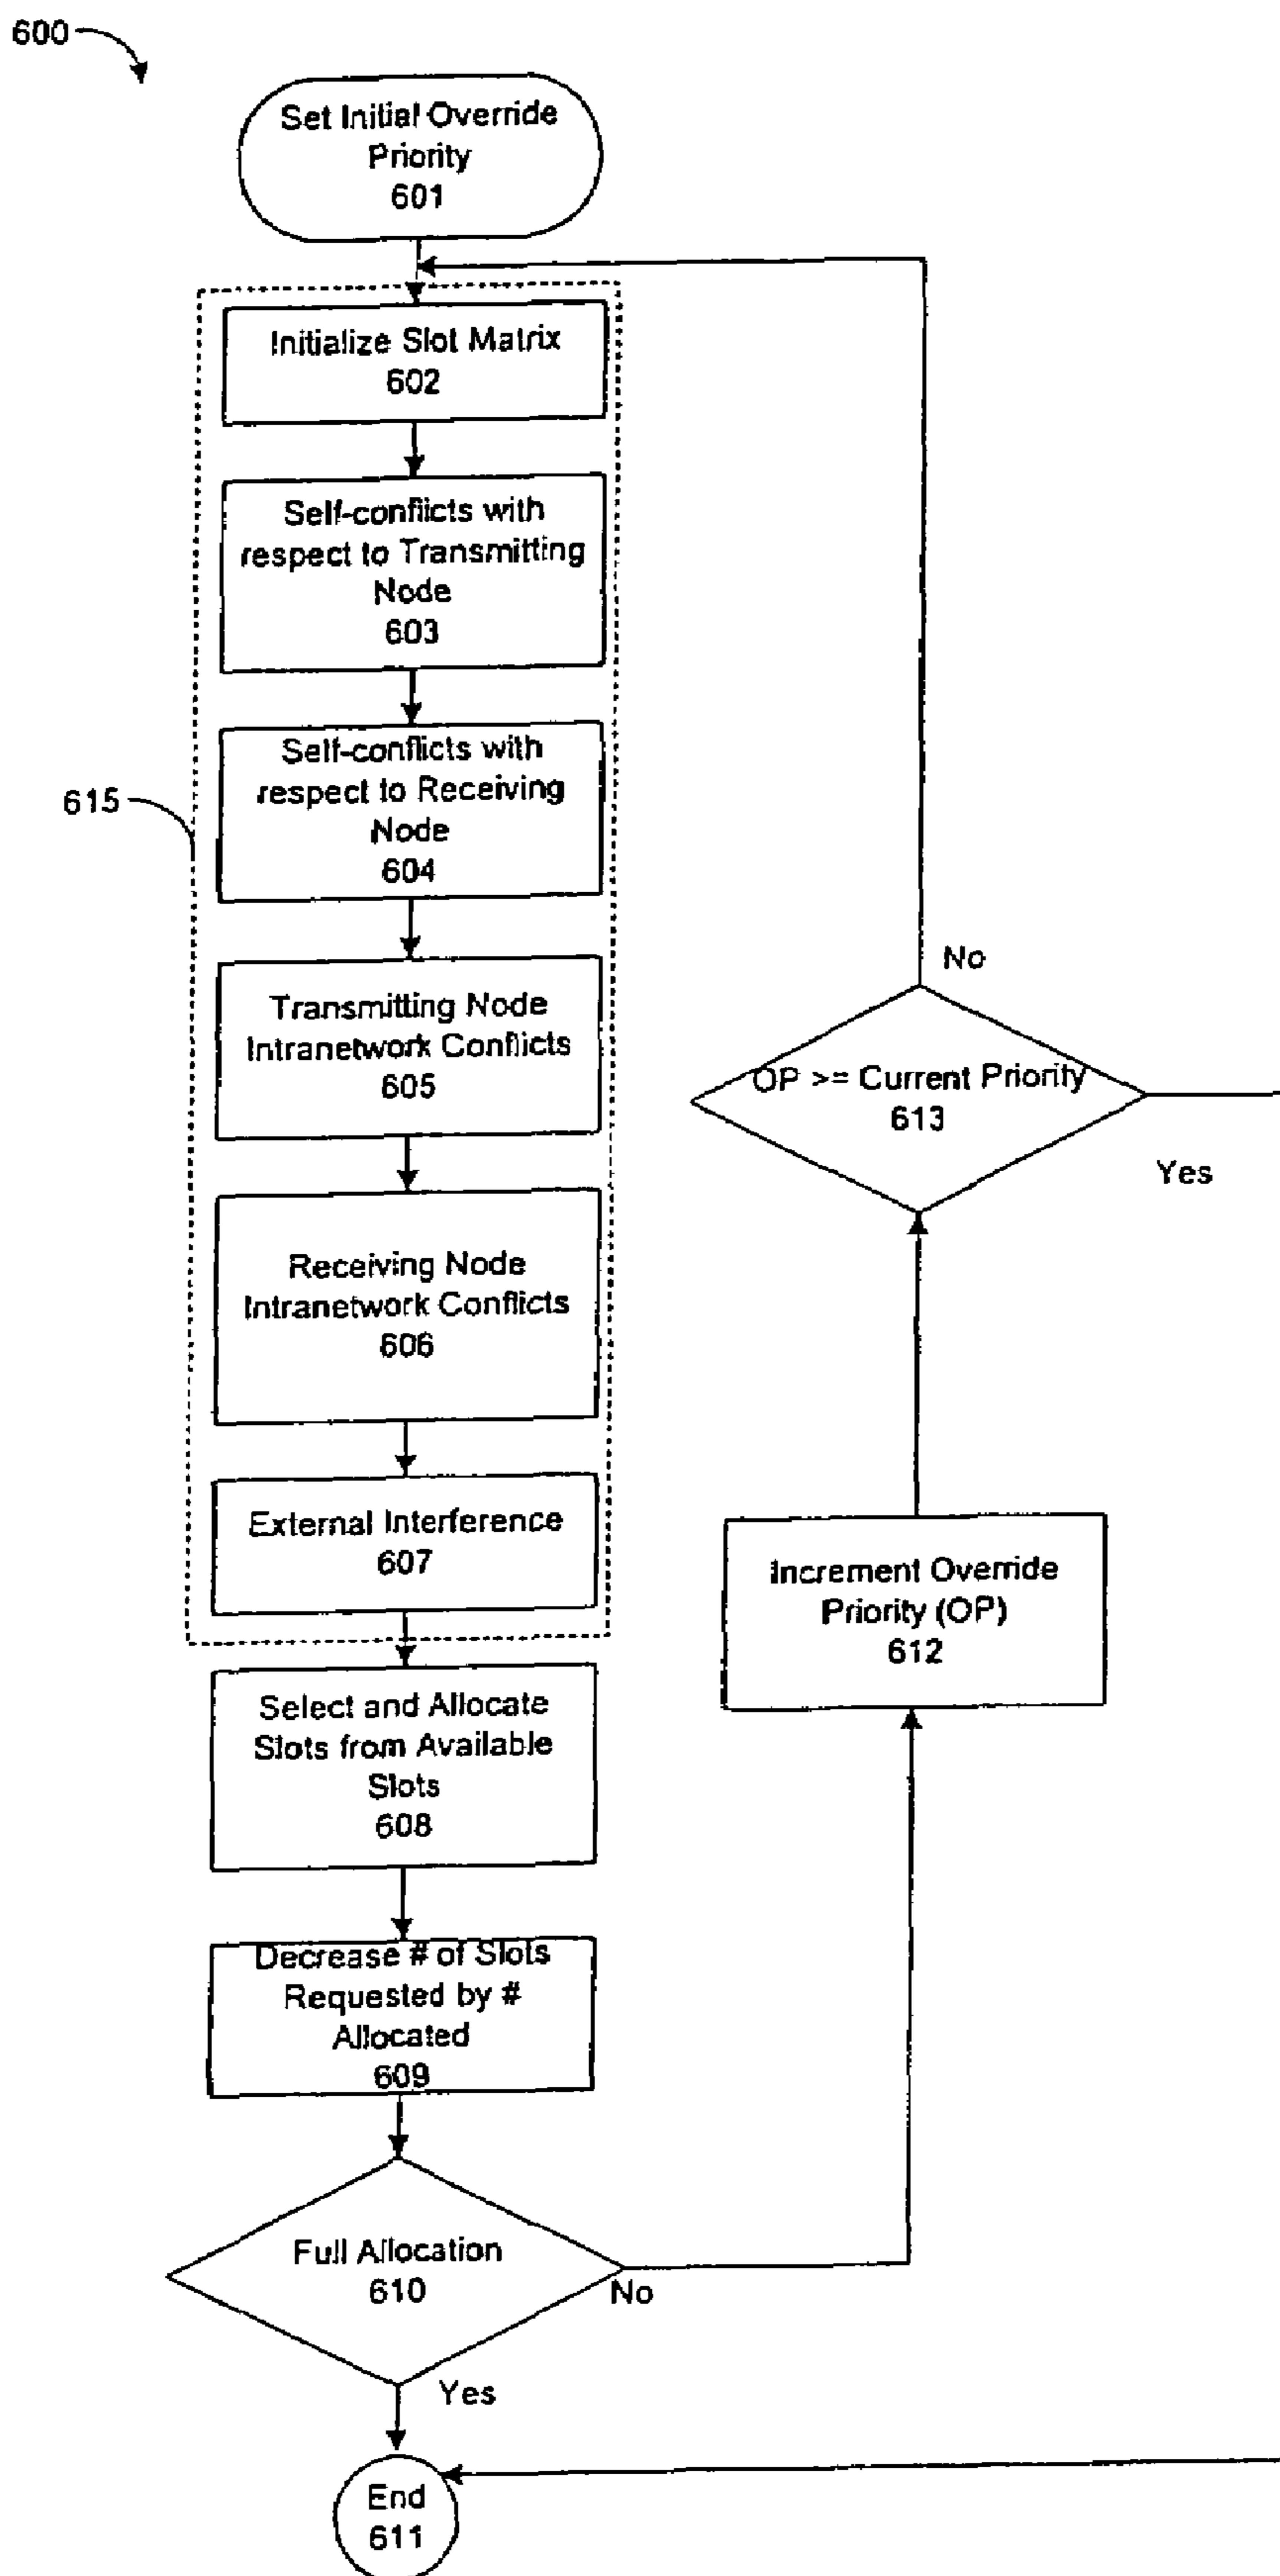 600
Set Initial Override
Priority
601
Initialize Slot Matrix
602
Self-conflicts with
respect to Transmitting
Node
603
Self-conflicts with
respect to Receiving
Node
604
615
Transmitting Node
Intranetwork Conflicts
605
Receiving Node
Intranetwork Conflicts
606
External Interference
607
Select and Allocate
Slots from Available
Slots
608
Decrease # of Slots
Requested by #
Allocated
609
Full Allocation
610
No
Yes
End
611
Increment Override
Priority (OP)
612
OP >= Current Priority
613
No
Yes